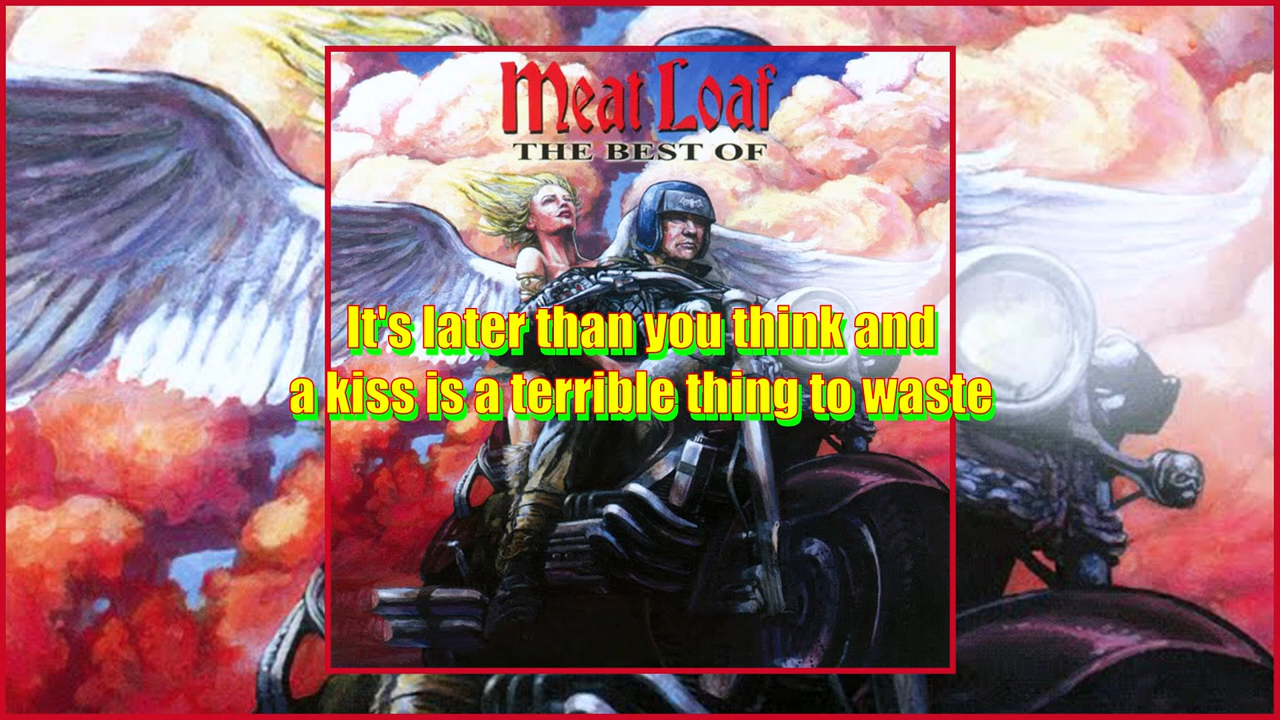 Meat Loaf
THE BEST OF
It's later than you think and
a kiss is a terrible thing to waste